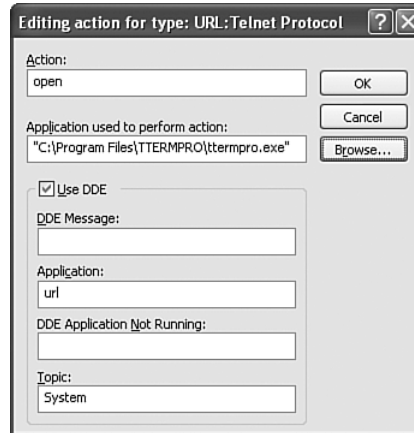 Editing action for type: URL:Telnet Protocol
Action:
open
OK
Cancel
Application used to perform action:
"C:\Program Files\TTERMPRO\ttermpro.exe"
Browse...
Use DDE
DDE Message:
Application:
url
DDE Application Not Running:
Topic:
System